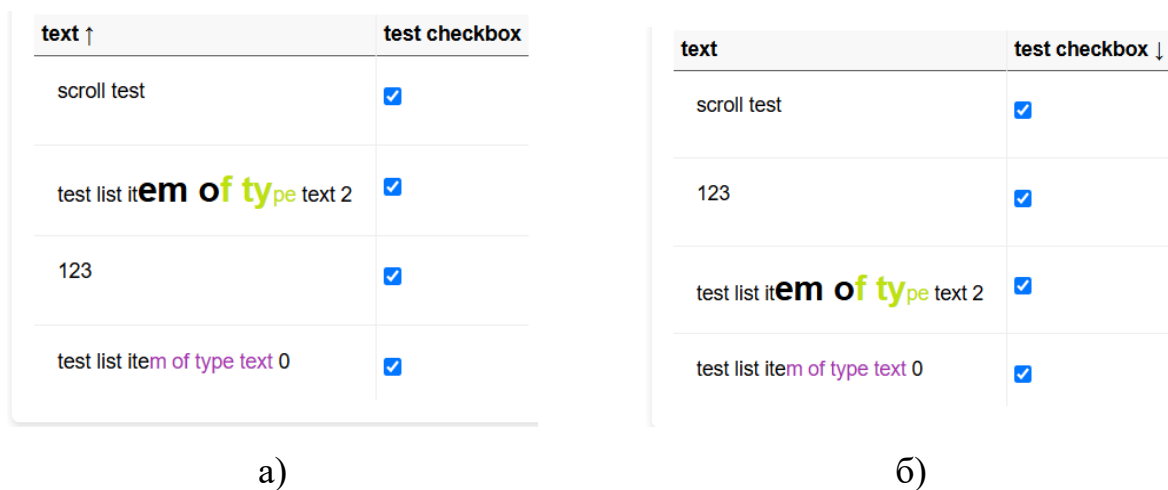 text ↑ test checkbox
scroll test
test list item of type text 2
123
test list item of type text 0
а)
text test checkbox ↓
scroll test
123
test list item of type text 2
test list item of type text 0
б)